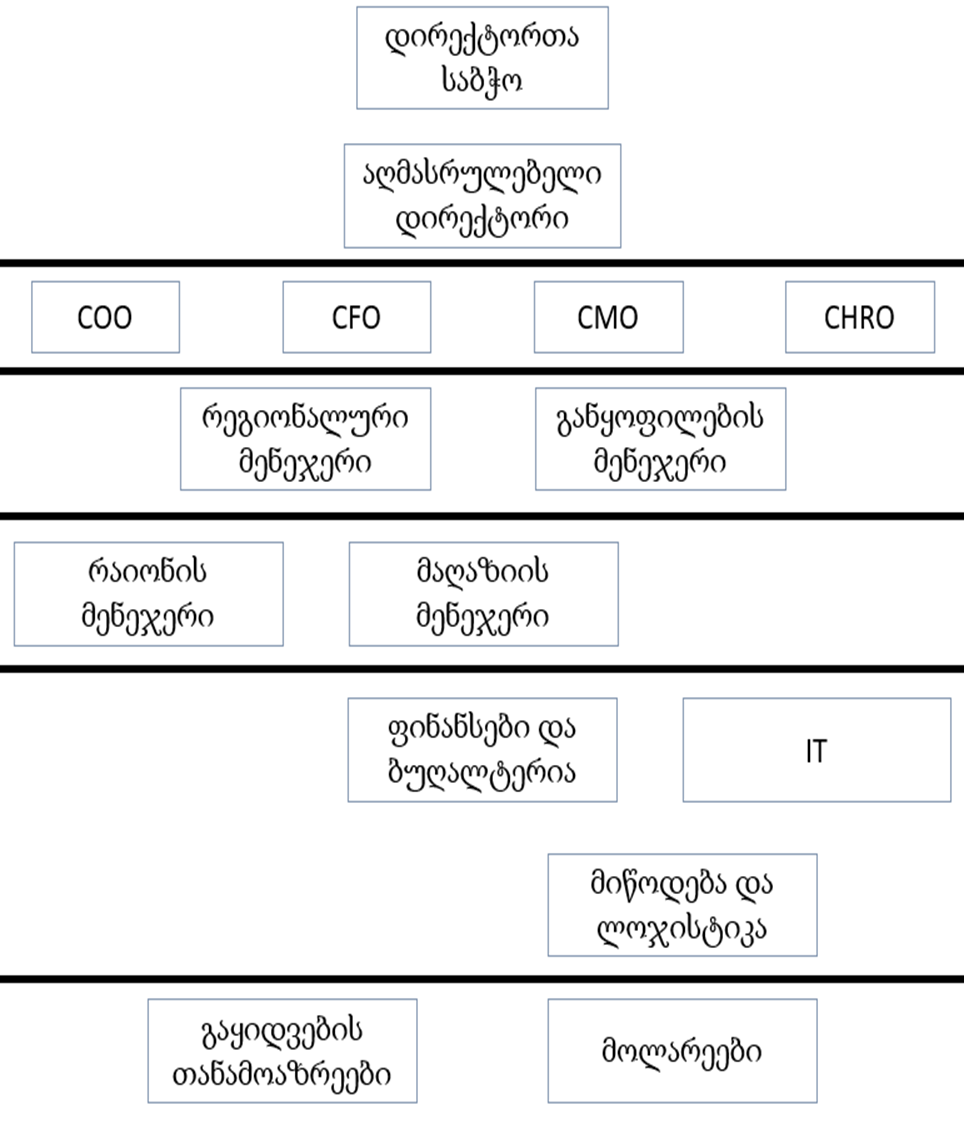 დირექტორთა
საბჭო
აღმასრულებელი
დირექტორი
COO
CFO
CMO
CHRO
რეგიონალური
მენეჯერი
განყოფილების
მენეჯერი
რაიონის
მენეჯერი
მაღაზიის
მენეჯერი
ფინანსები და
ბუღალტერია
IT
მიწოდება და
ლოჯისტიკა
გაყიდვების
თანამოაზრეები
მოლარეები